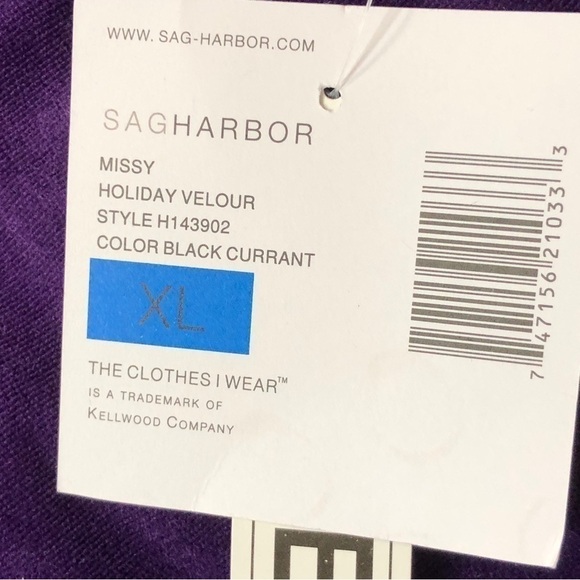 WWW. SAG-HARBOR.COM
SAGHARBOR
MISSY
HOLIDAY VELOUR
STYLE H143902
COLOR BLACK CURRANT
XL
THE CLOTHES I WEAR™
IS A TRADEMARK OF
KELLWOOD COMPANY
7 47156 21033 3
E